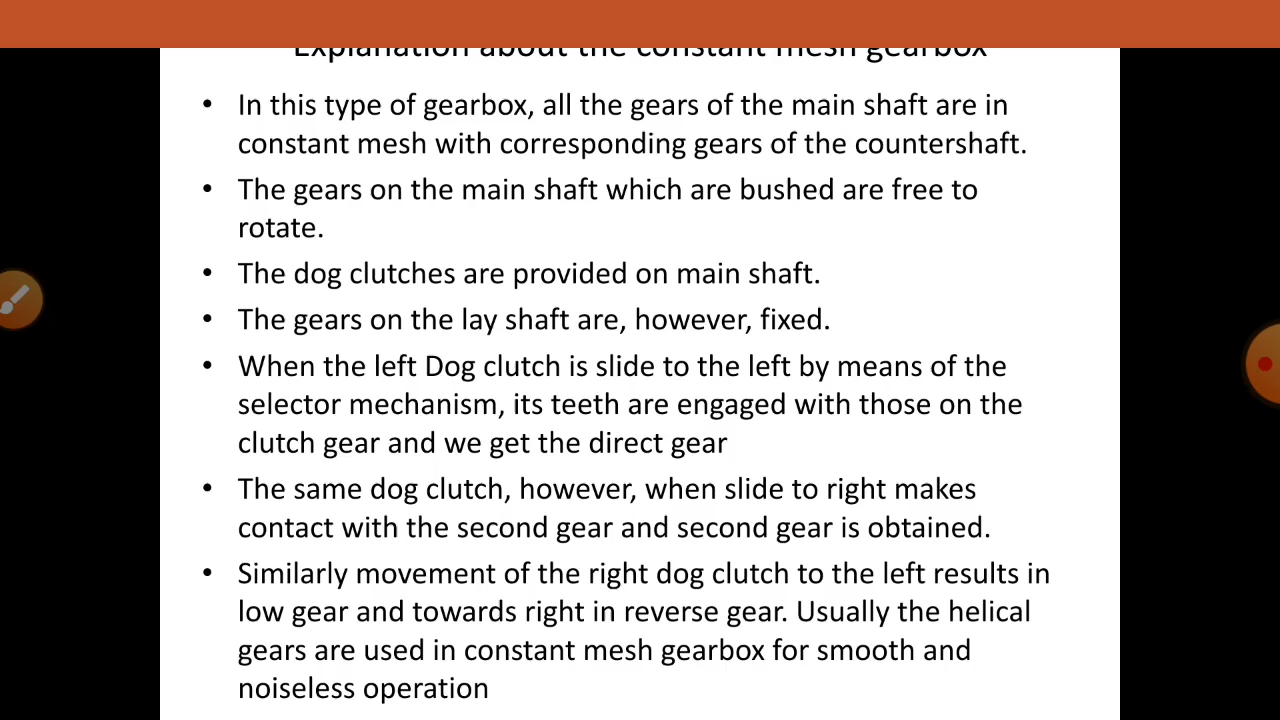 Explanation about the constant mesh gearbox
• In this type of gearbox, all the gears of the main shaft are in
constant mesh with corresponding gears of the countershaft.
• The gears on the main shaft which are bushed are free to
rotate.
• The dog clutches are provided on main shaft.
• The gears on the lay shaft are, however, fixed.
• When the left Dog clutch is slide to the left by means of the
selector mechanism, its teeth are engaged with those on the
clutch gear and we get the direct gear
• The same dog clutch, however, when slide to right makes
contact with the second gear and second gear is obtained.
• Similarly movement of the right dog clutch to the left results in
low gear and towards right in reverse gear. Usually the helical
gears are used in constant mesh gearbox for smooth and
noiseless operation